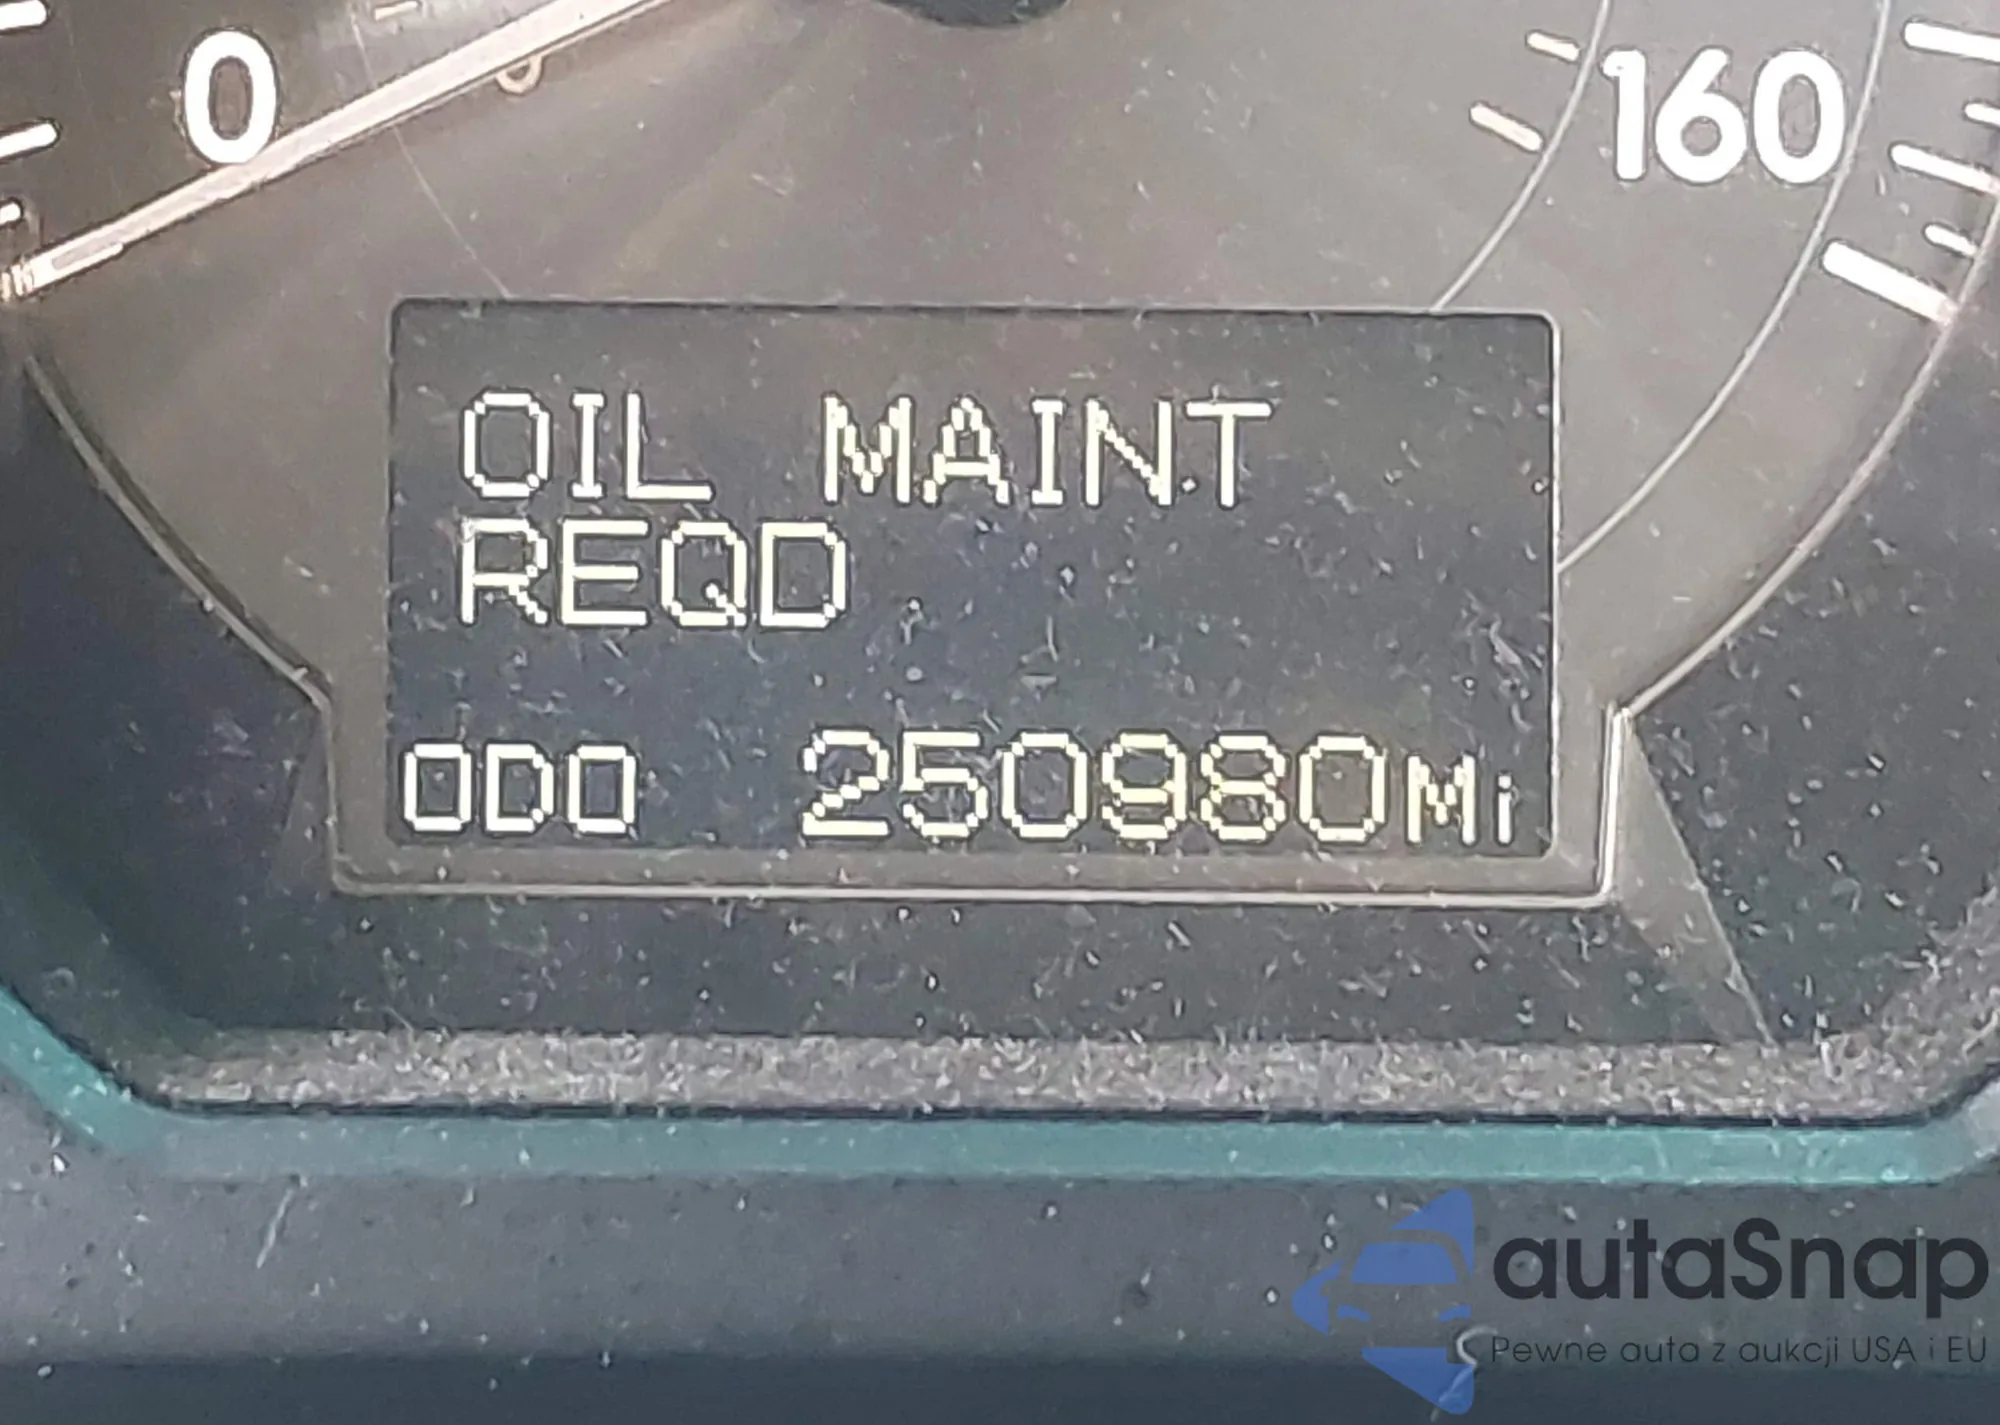 0
160
OIL MAINT
REQD
ODO 250980Mi
autaSnap
Pewne auta z aukcji USA i EU